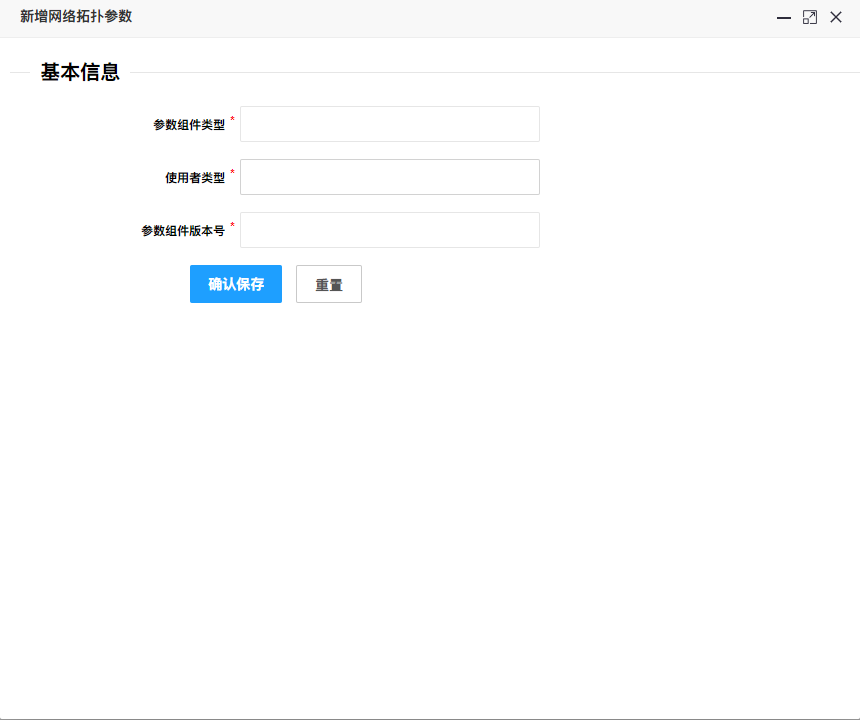 新增网络拓扑参数
基本信息
参数组件类型 *
使用者类型 *
参数组件版本号 *
确认保存 重置